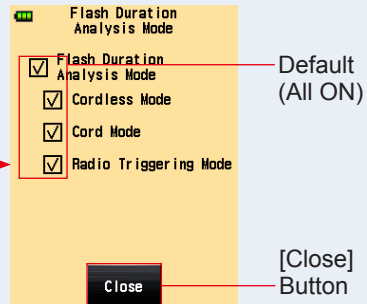 Flash Duration
Analysis Mode
Flash Duration
Analysis Mode
Default
(All ON)
Cordless Mode
Cord Mode
Radio Triggering Mode
Close
[Close]
Button